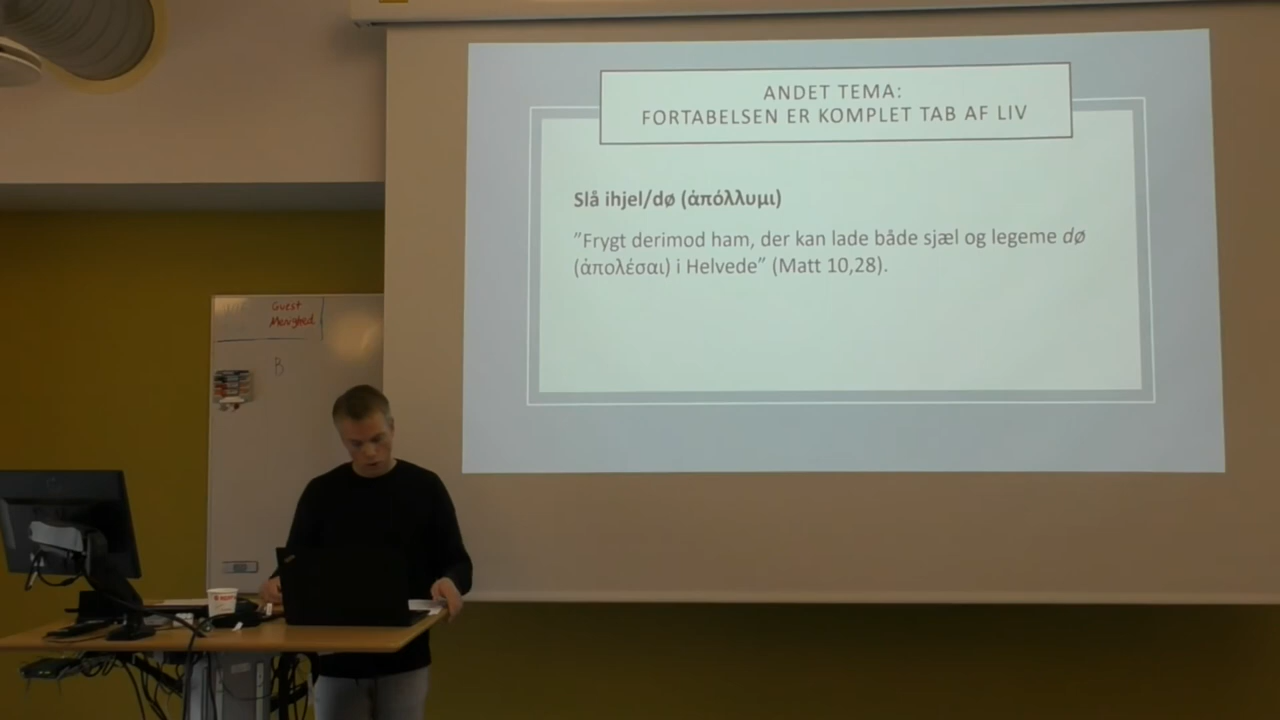 ANDET TEMA:
FORTABELSEN ER KOMPLET TAB AF LIV
Slå ihjel/dø (ἀπόλλυμι)
”Frygt derimod ham, der kan lade både sjæl og legeme dø
(ἀπολέσαι) i Helvede” (Matt 10,28).
Guest
Menighed
B